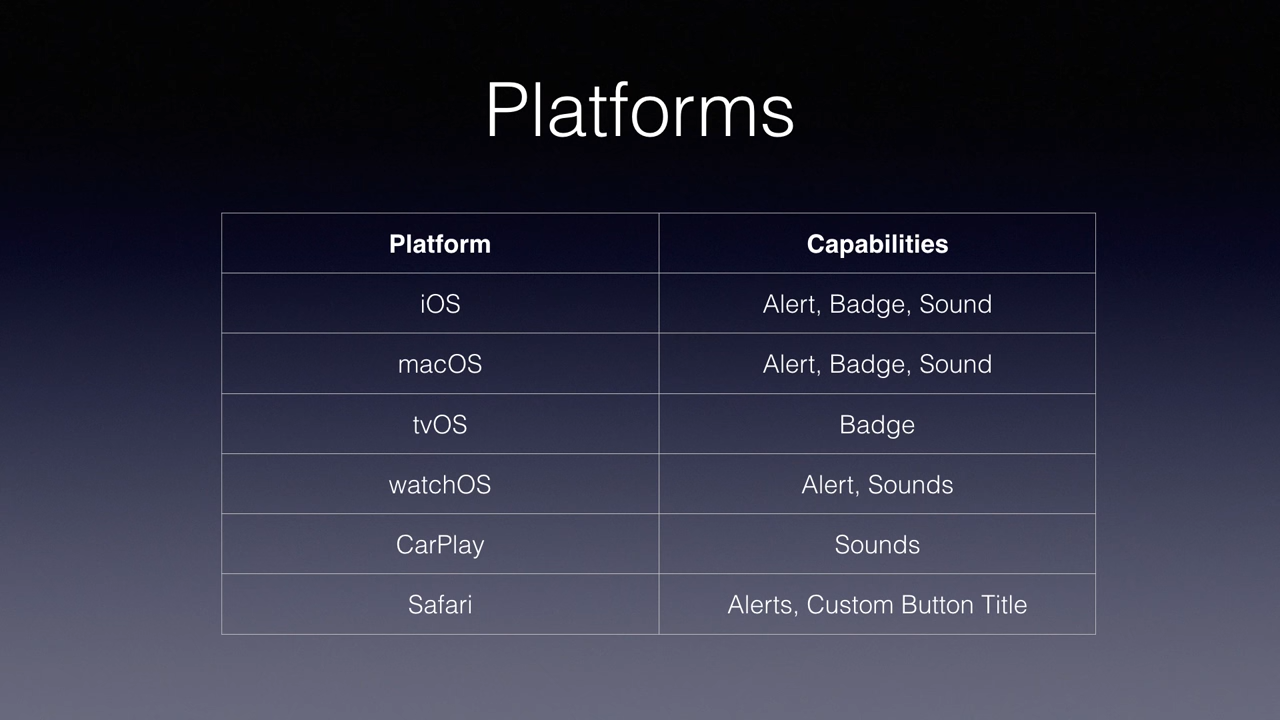 Platforms
Platform Capabilities
iOS Alert, Badge, Sound
macOS Alert, Badge, Sound
tvOS Badge
watchOS Alert, Sounds
CarPlay Sounds
Safari Alerts, Custom Button Title